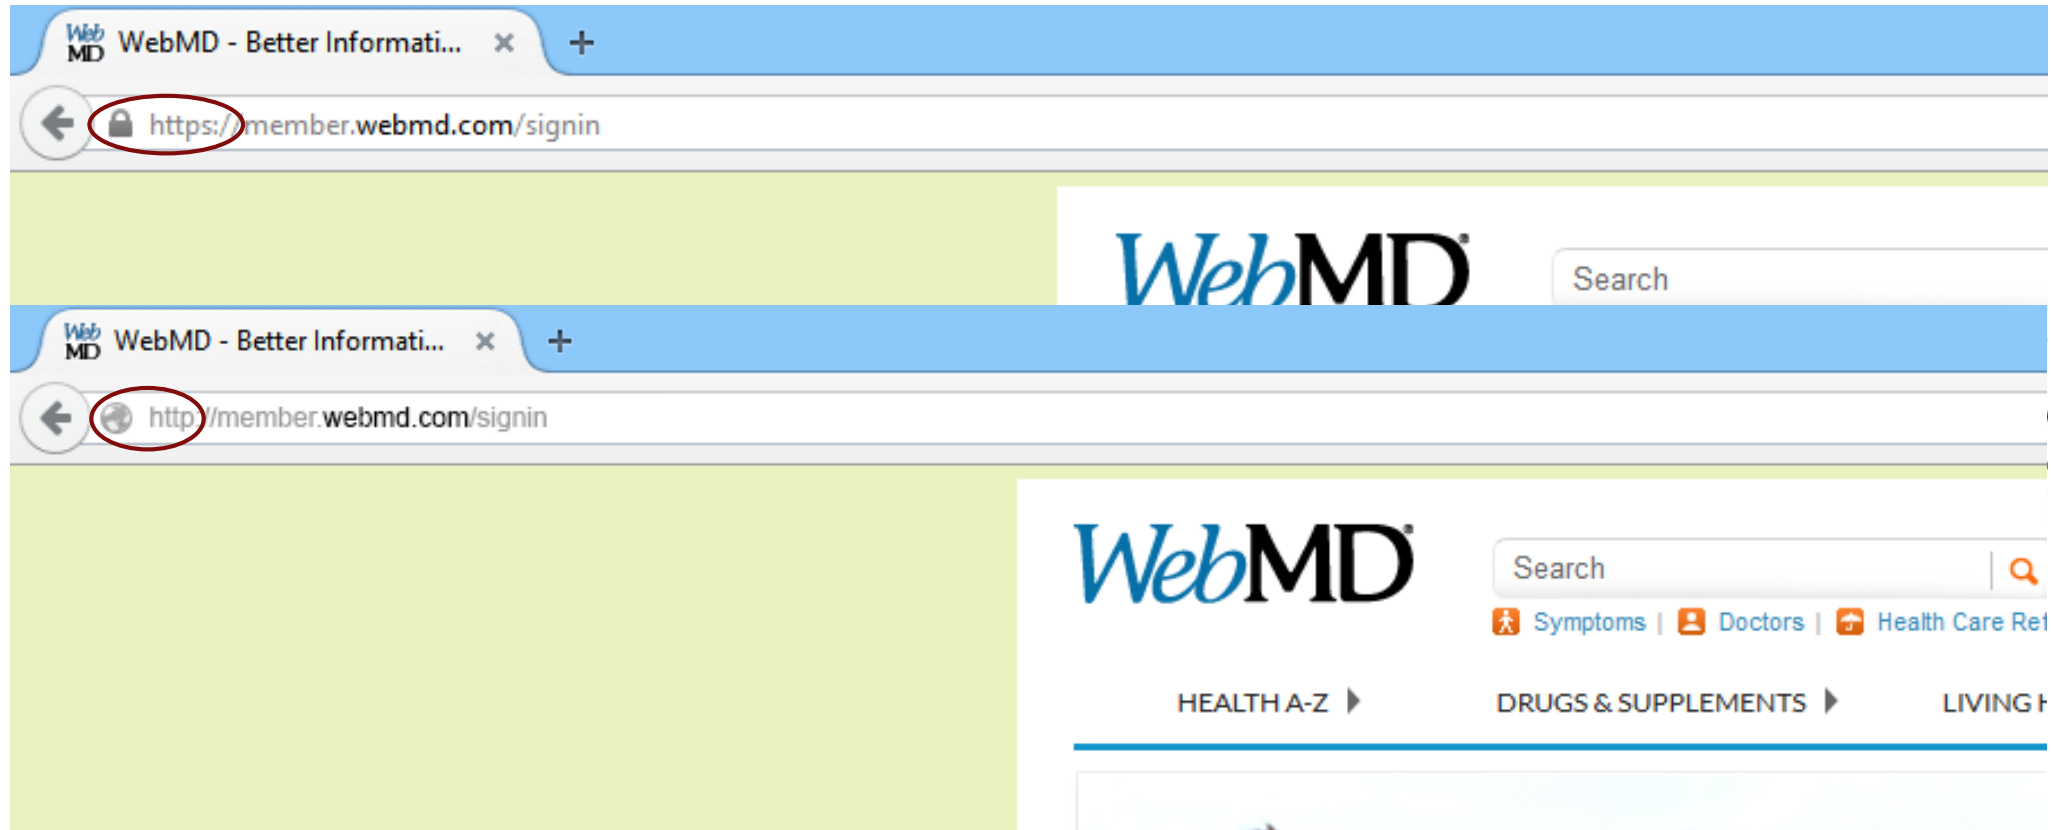 Web
MD WebMD - Better Informati...
https://member.webmd.com/signin
WebMD Search
Web
MD WebMD - Better Informati...
http://member.webmd.com/signin
WebMD Search
Symptoms | Doctors | Health Care Ref
HEALTH A-Z DRUGS & SUPPLEMENTS LIVING H